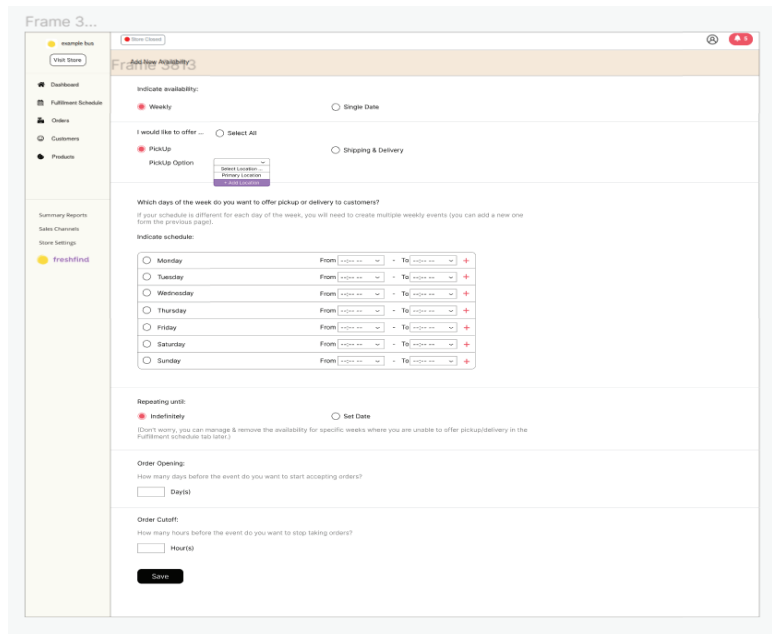 Frame 3...
example bus
Store Closed
5
Visit Store
Add New Availability
Frame 3813
Dashboard
Fulfillment Schedule
Orders
Customers
Products
Summary Reports
Sales Channels
Store Settings
freshfind.
Indicate availability:
Weekly
Single Date
I would like to offer ...
Select All
PickUp
Shipping & Delivery
PickUp Option
Select Location ...
Primary Location
+ Add Location
Which days of the week do you want to offer pickup or delivery to customers?
If your schedule is different for each day of the week, you will need to create multiple weekly events (you can add a new one
form the previous page).
Indicate schedule:
Monday From --:-- -- - To --:-- -- +
Tuesday From --:-- -- - To --:-- -- +
Wednesday From --:-- -- - To --:-- -- +
Thursday From --:-- -- - To --:-- -- +
Friday From --:-- -- - To --:-- -- +
Saturday From --:-- -- - To --:-- -- +
Sunday From --:-- -- - To --:-- -- +
Repeating until:
Indefinitely
Set Date
(Don't worry, you can manage & remove the availability for specific weeks where you are unable to offer pickup/delivery in the
Fulfillment schedule tab later.)
Order Opening:
How many days before the event do you want to start accepting orders?
Day(s)
Order Cutoff:
How many hours before the event do you want to stop taking orders?
Hour(s)
Save